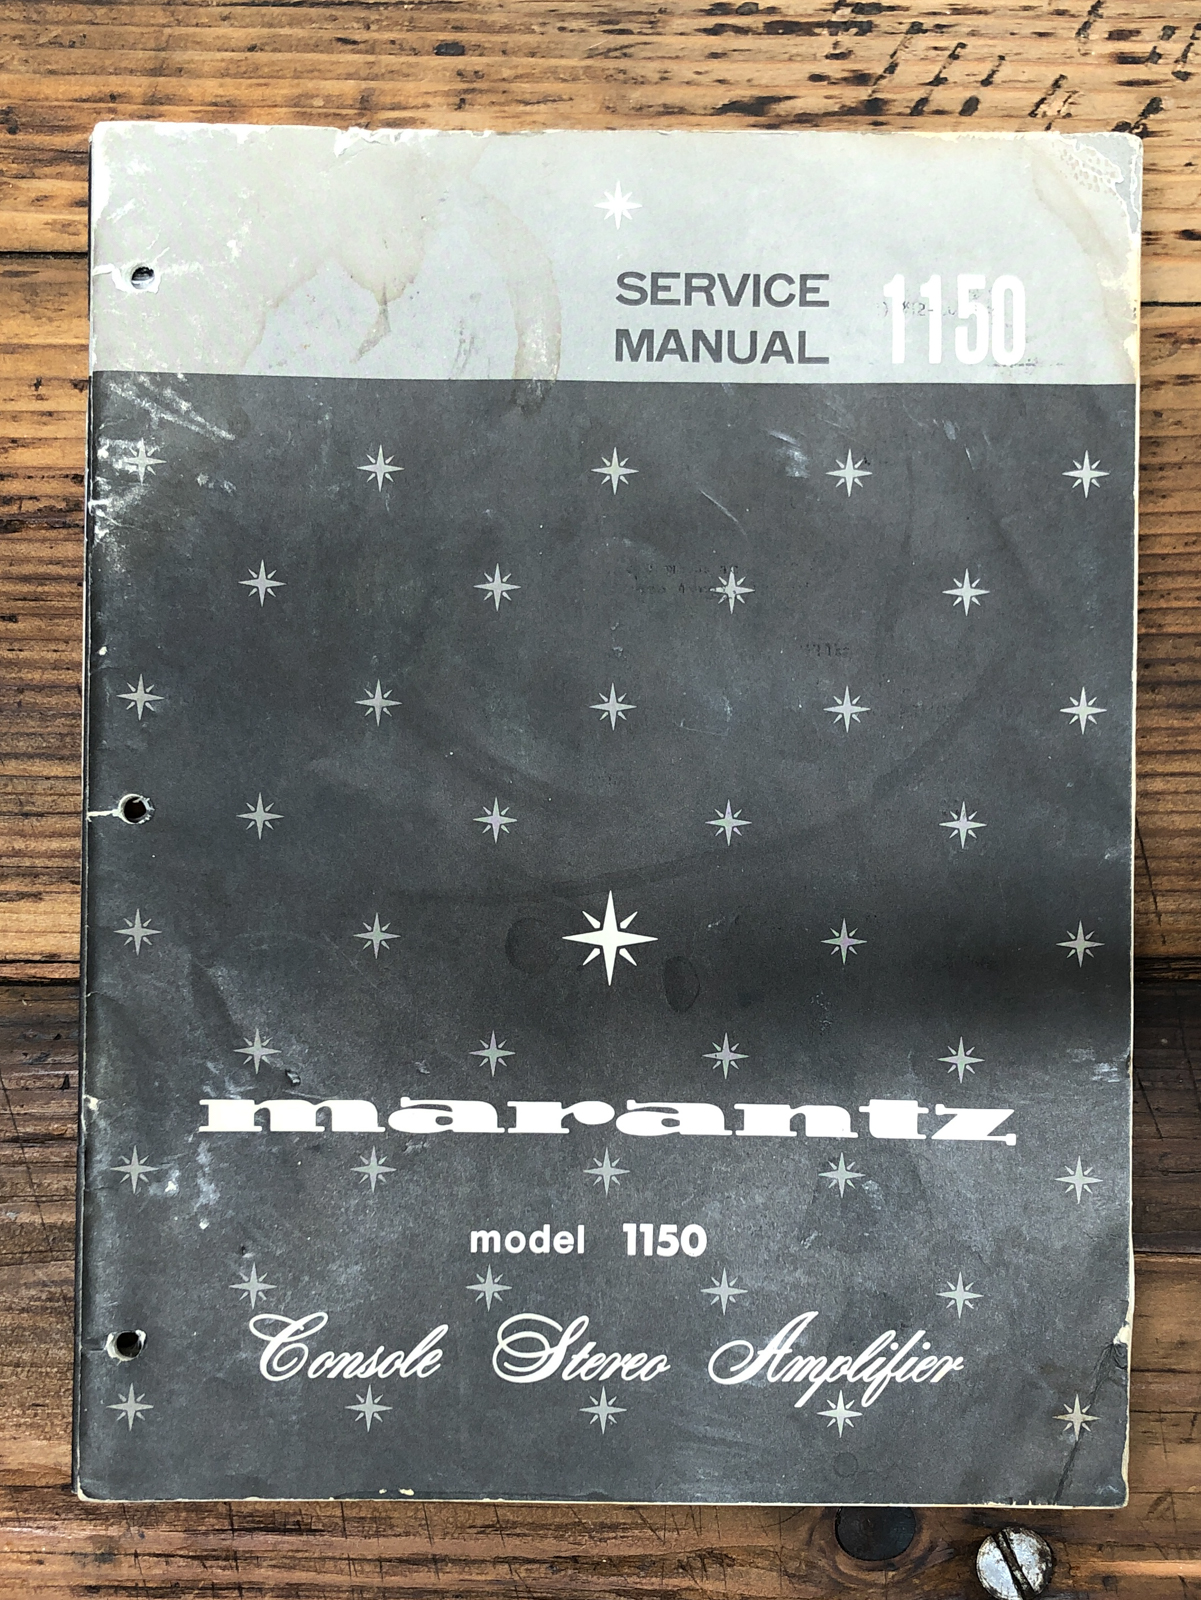 SERVICE
MANUAL 1150
marantz
model 1150
Console Stereo Amplifier